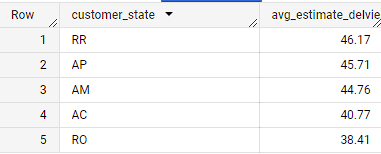 Row customer_state avg_estimate_delvie
1 RR 46.17
2 AP 45.71
3 AM 44.76
4 AC 40.77
5 RO 38.41